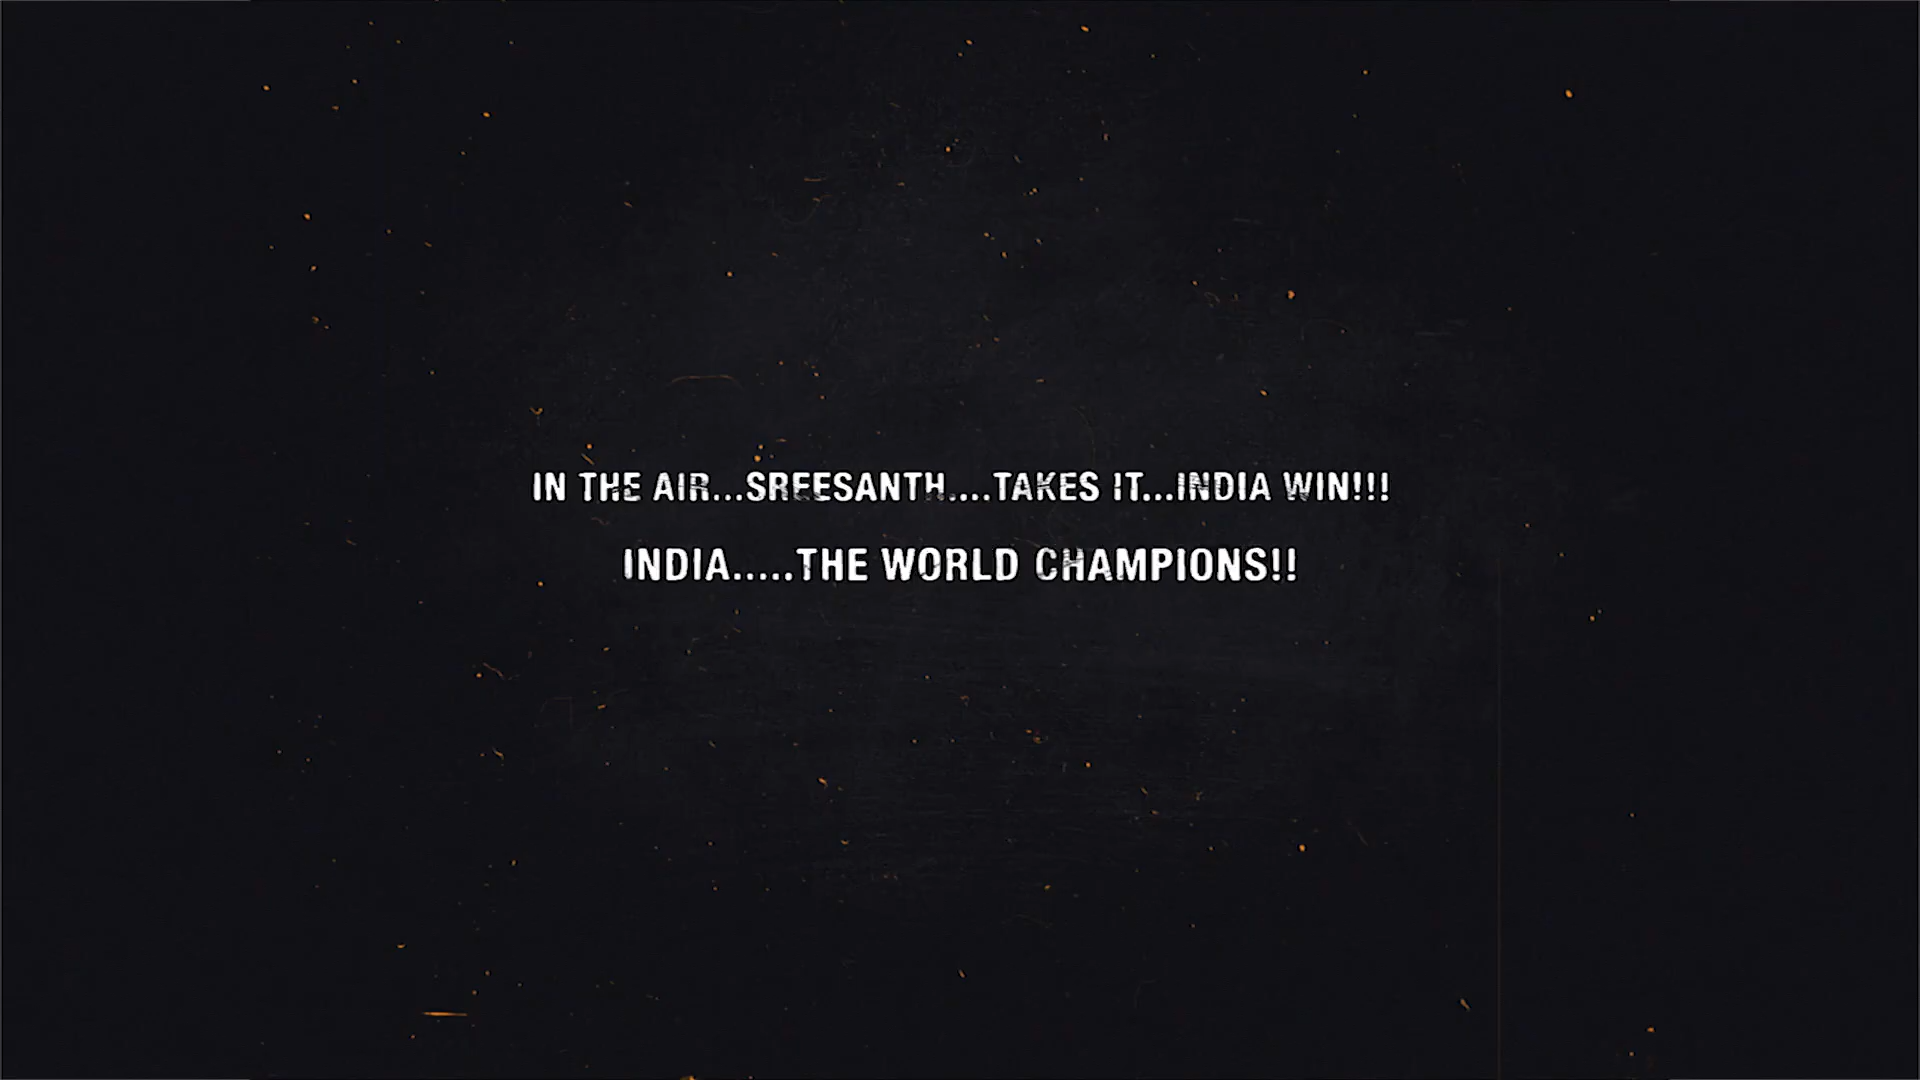 IN THE AIR...SREESANTH....TAKES IT...INDIA WIN!!!
INDIA.....THE WORLD CHAMPIONS!!